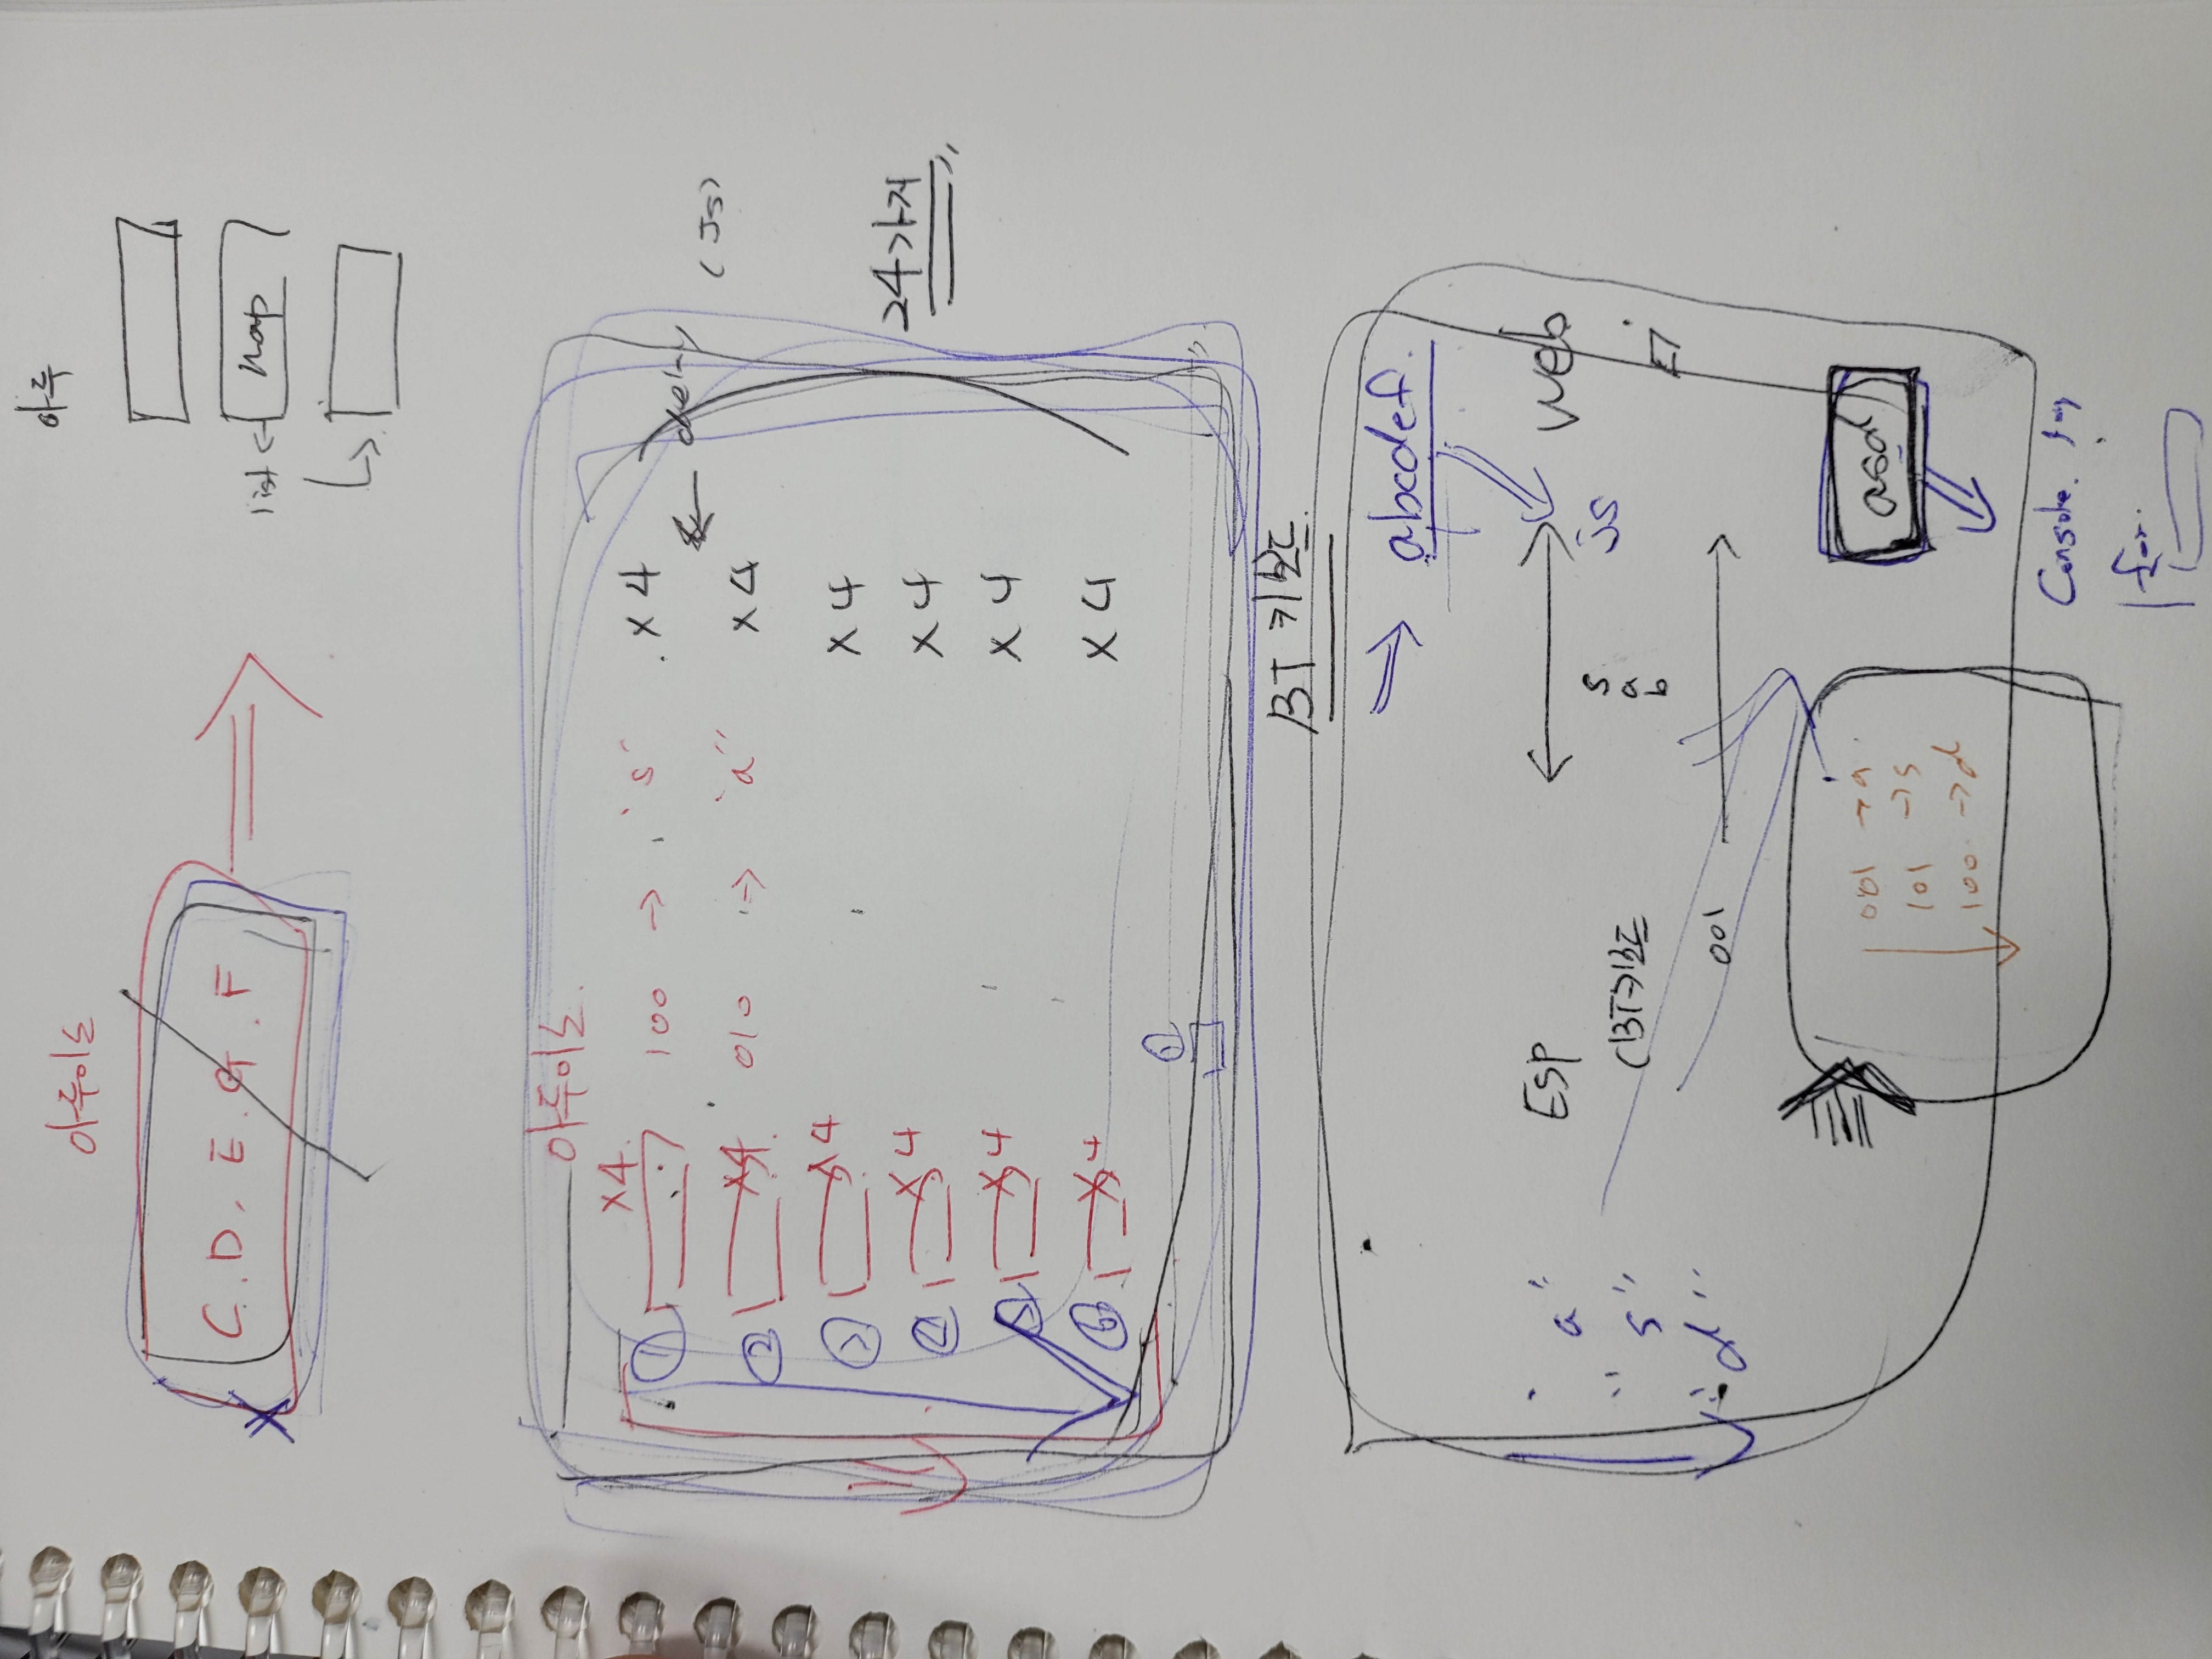 아두이노
아두
C. D. E. G. F
list
map
아두이노.
x4
① 100 → 's' x4
delay
(Js)
② x4 010 → "a" x4
③ x4 x4
24가지
④ x4 x4
⑤ x4 x4
⑥ x4 x4
①
BT 키보드
abcdef.
"a"
Esp
web
js
"s"
(BT키보드
s
a
b
"d"
001
001 → a
101 → s
100 → d
asd
Console.
for.